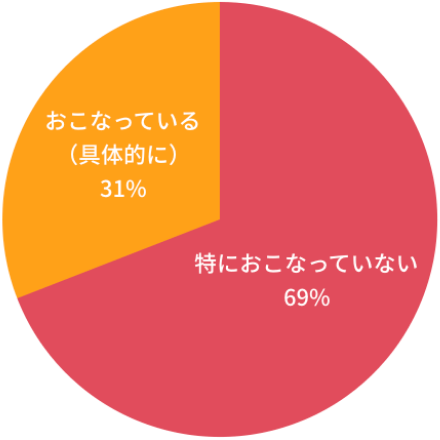 おこなっている
（具体的に）
31%
特におこなっていない
69%